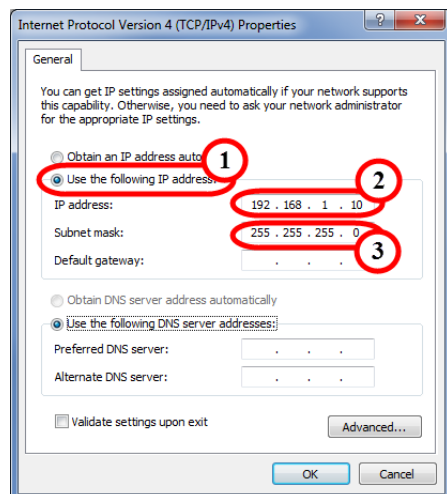 Internet Protocol Version 4 (TCP/IPv4) Properties
General
You can get IP settings assigned automatically if your network supports
this capability. Otherwise, you need to ask your network administrator
for the appropriate IP settings.
Obtain an IP address
1
Use the following IP address:
2
IP address: 192 . 168 . 1 . 10
Subnet mask: 255 . 255 . 255 . 0
3
Default gateway: . . .
Obtain DNS server address automatically
Use the following DNS server addresses:
Preferred DNS server: . . .
Alternate DNS server: . . .
Validate settings upon exit
Advanced...
OK Cancel